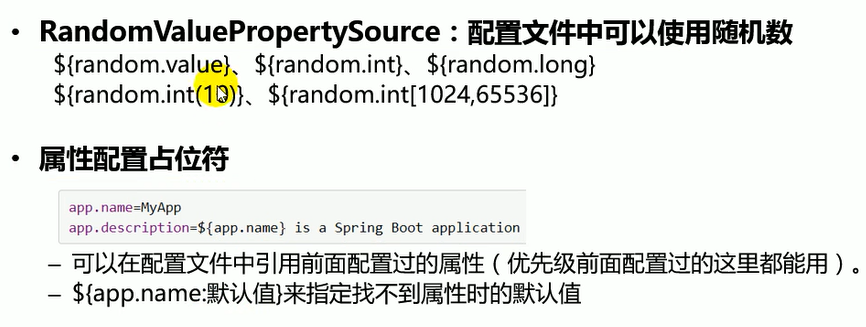 • RandomValuePropertySource：配置文件中可以使用随机数
${random.value}、${random.int}、${random.long}
${random.int(10)}、${random.int[1024,65536]}
• 属性配置占位符
app.name=MyApp
app.description=${app.name} is a Spring Boot application
– 可以在配置文件中引用前面配置过的属性（优先级前面配置过的这里都能用）。
– ${app.name:默认值}来指定找不到属性时的默认值